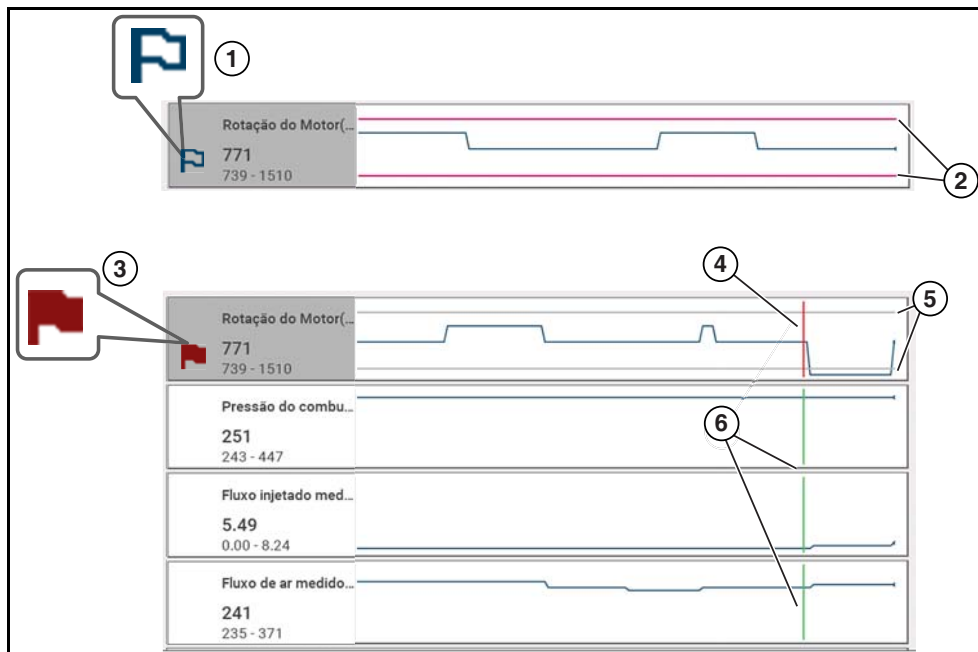 1
Rotação do Motor(...
771
739 - 1510
2
3
4
5
Rotação do Motor(...
771
739 - 1510
Pressão do combu...
251
243 - 447
6
Fluxo injetado med...
5.49
0.00 - 8.24
Fluxo de ar medido...
241
235 - 371